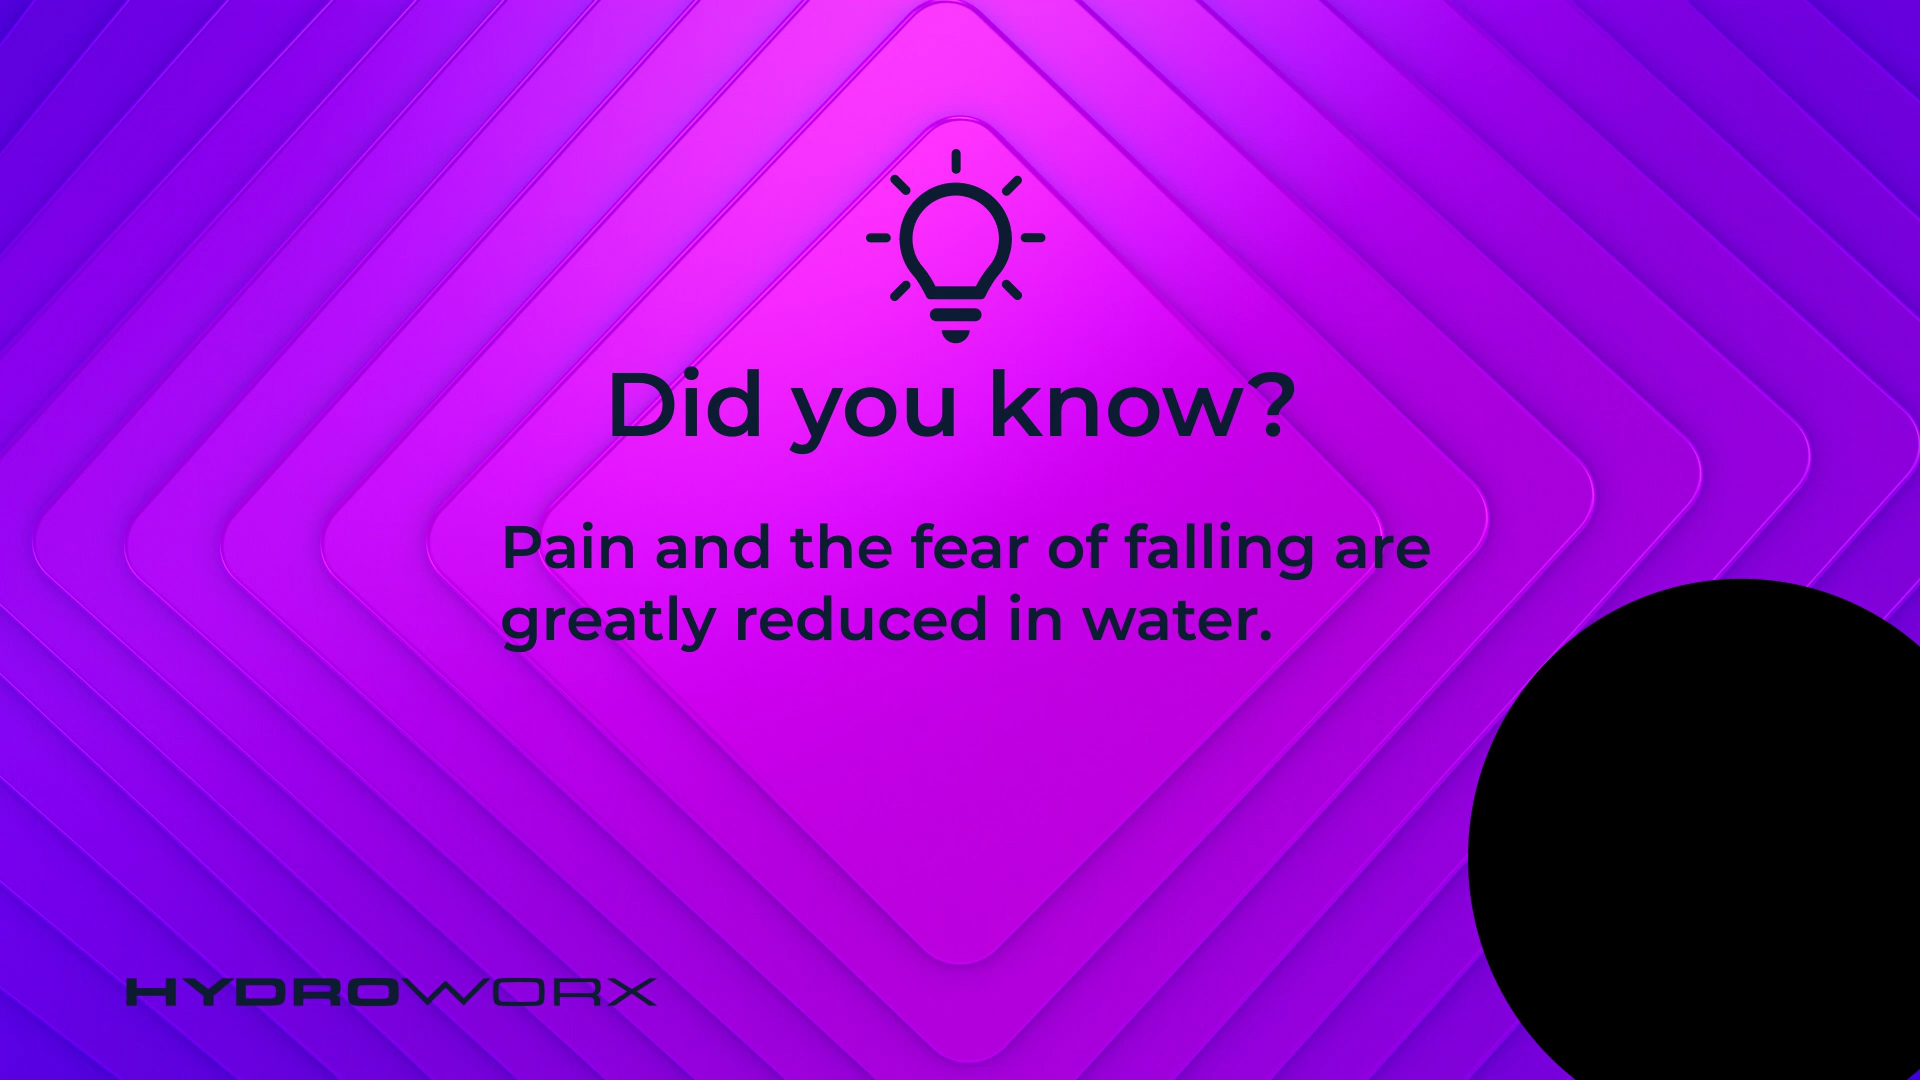 Did you know?
Pain and the fear of falling are
greatly reduced in water.
HYDROWORX